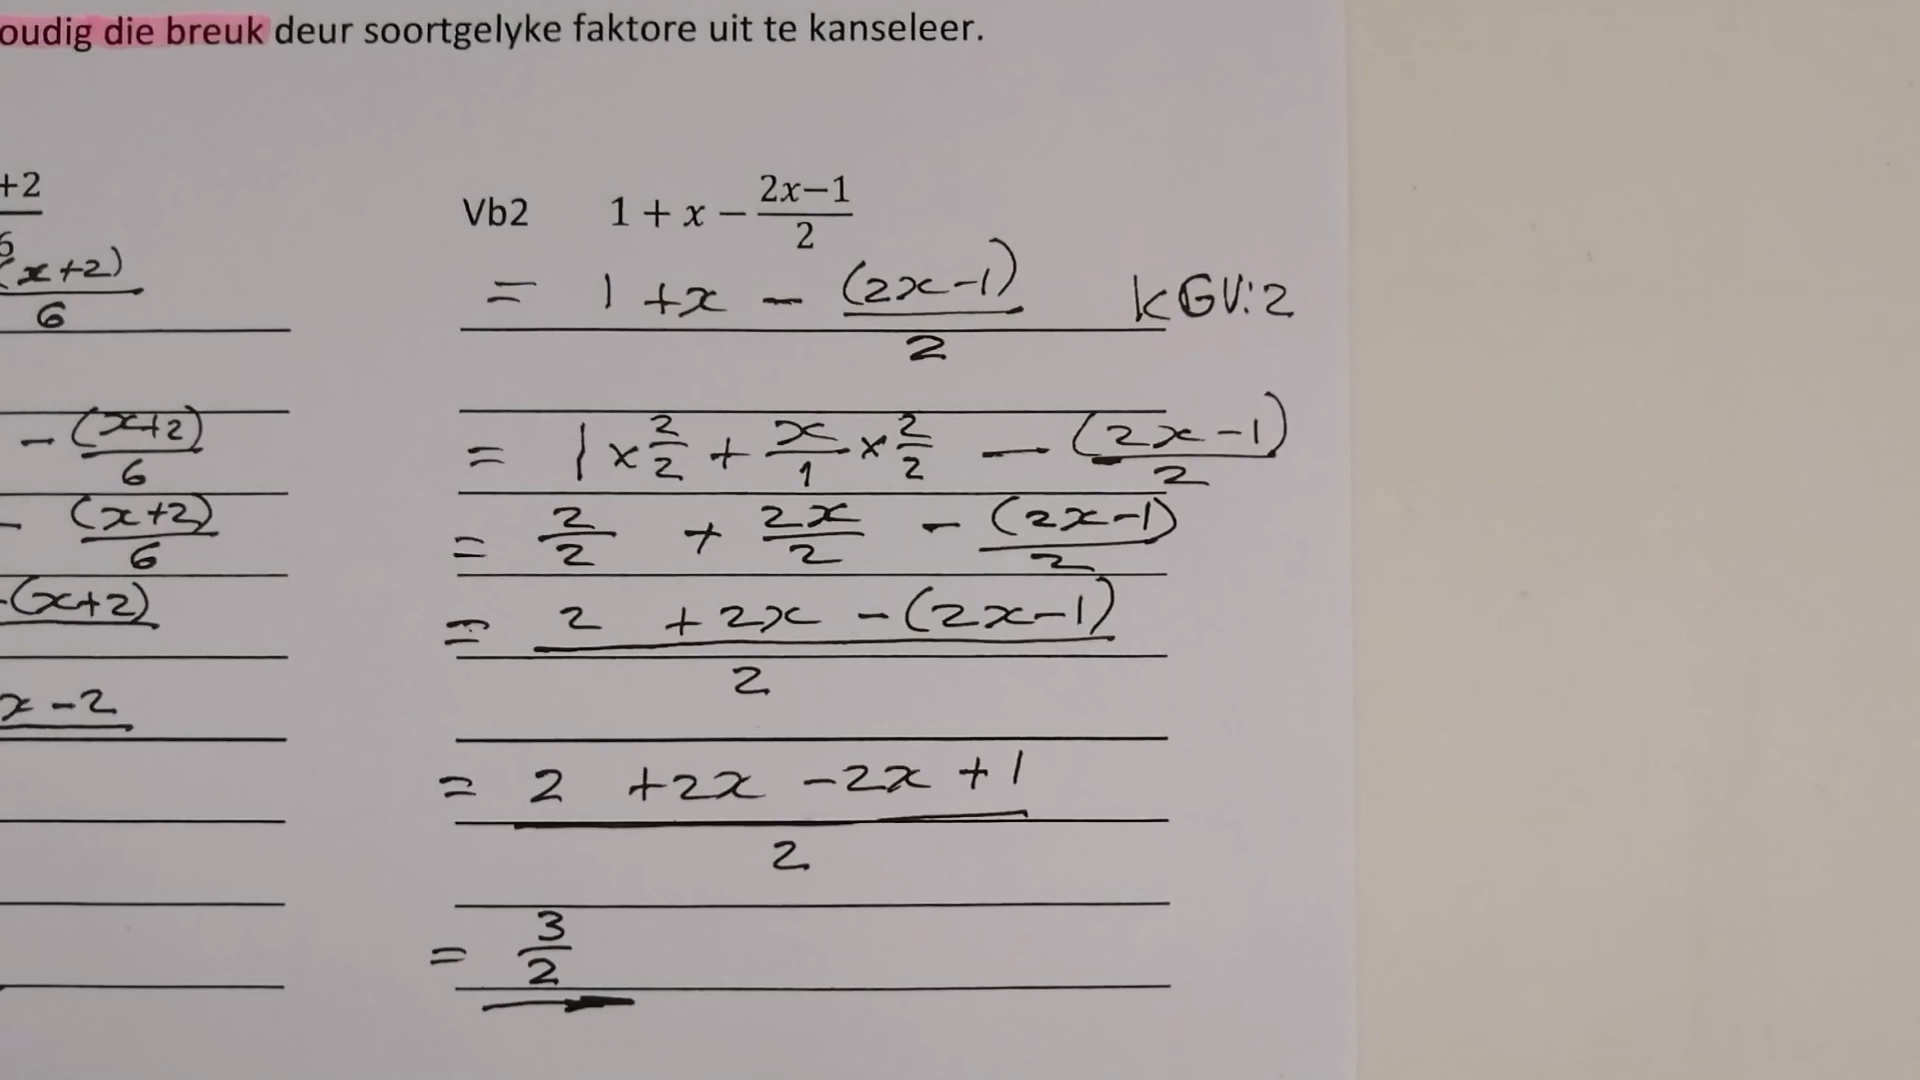 oudig die breuk deur soortgelyke faktore uit te kanseleer.
+2
6
(x+2)
6
- (x+2)
6
- (x+2)
6
-(x+2)
x -2
Vb2 1 + x − 2x−1
2
= 1 +x - (2x-1) KGV:2
2
= 1 x 2/2 + x/1 x 2/2 - (2x-1)
2
= 2/2 + 2x/2 - (2x-1)
2
= 2 +2x -(2x-1)
2
= 2 +2x -2x +1
2
= 3
2